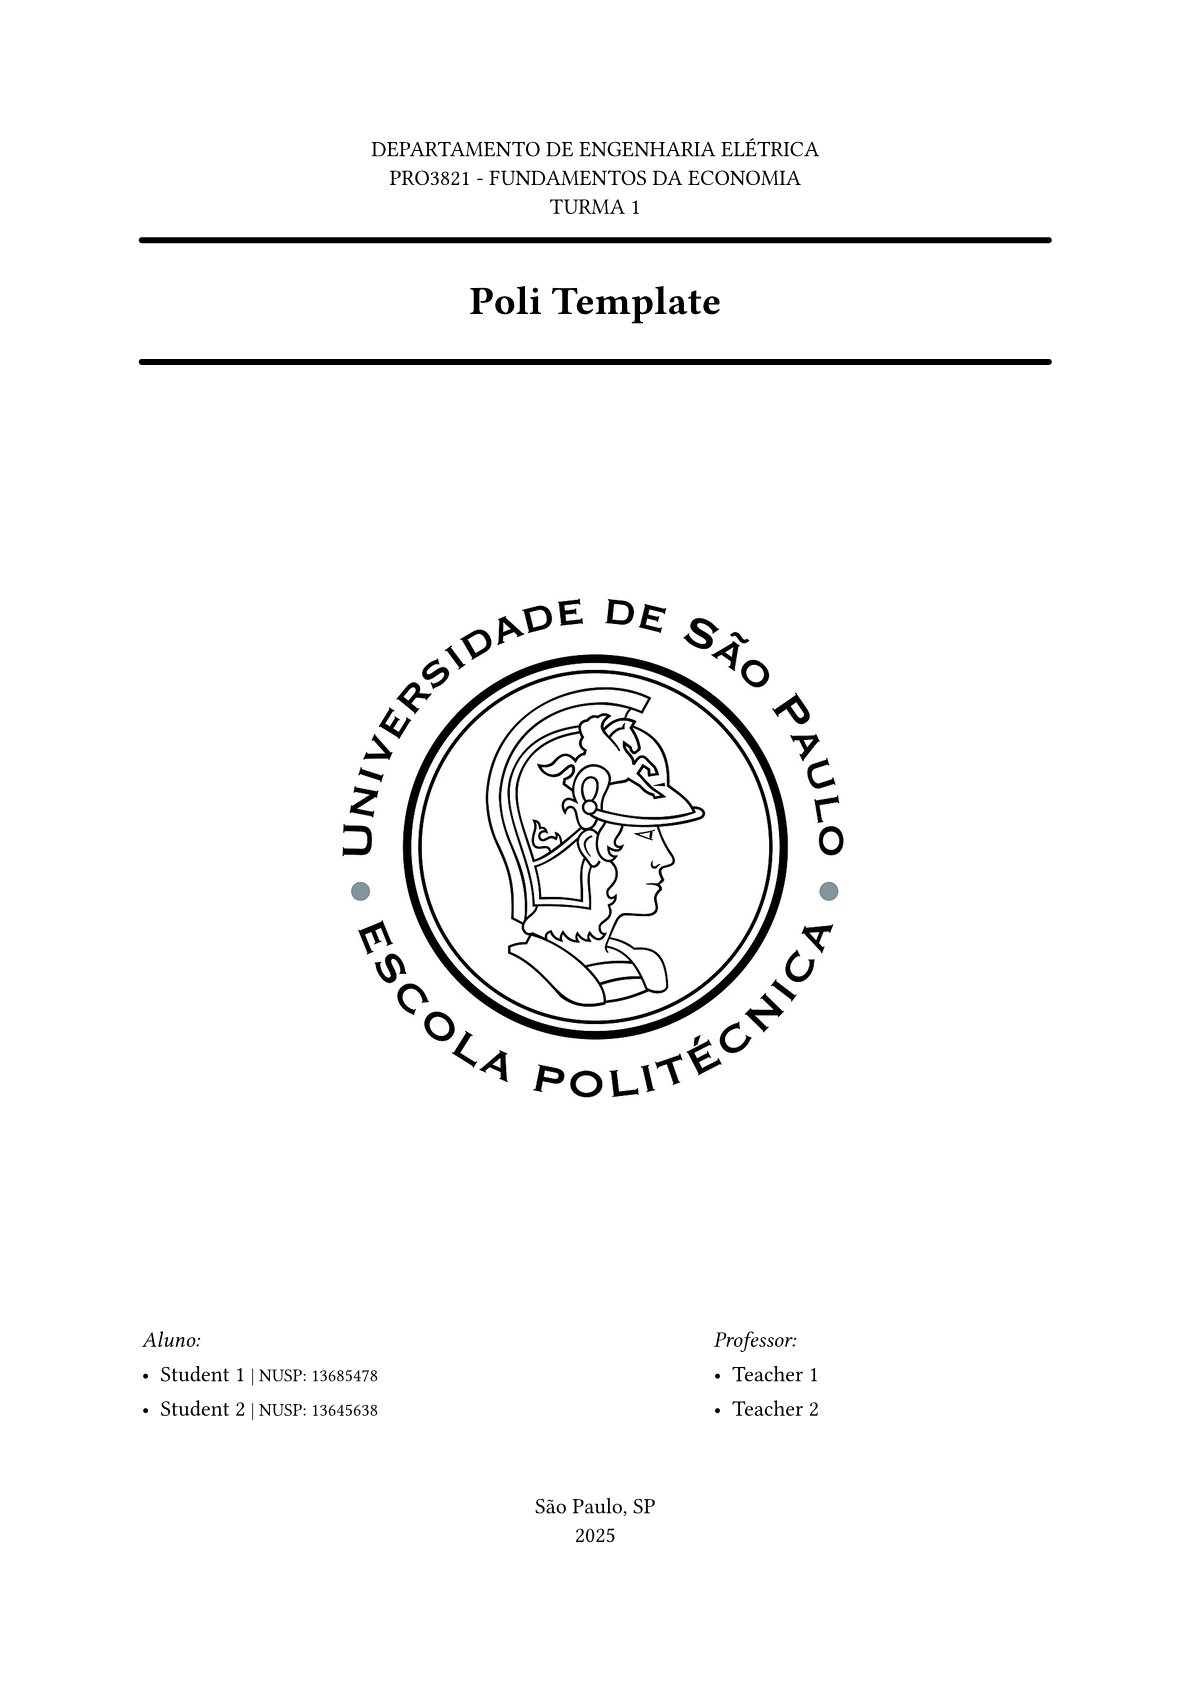 DEPARTAMENTO DE ENGENHARIA ELÉTRICA
PRO3821 - FUNDAMENTOS DA ECONOMIA
TURMA 1
Poli Template
UNIVERSIDADE DE SÃO PAULO
ESCOLA POLITÉCNICA
Aluno:
• Student 1 | NUSP: 13685478
• Student 2 | NUSP: 13645638
Professor:
• Teacher 1
• Teacher 2
São Paulo, SP
2025